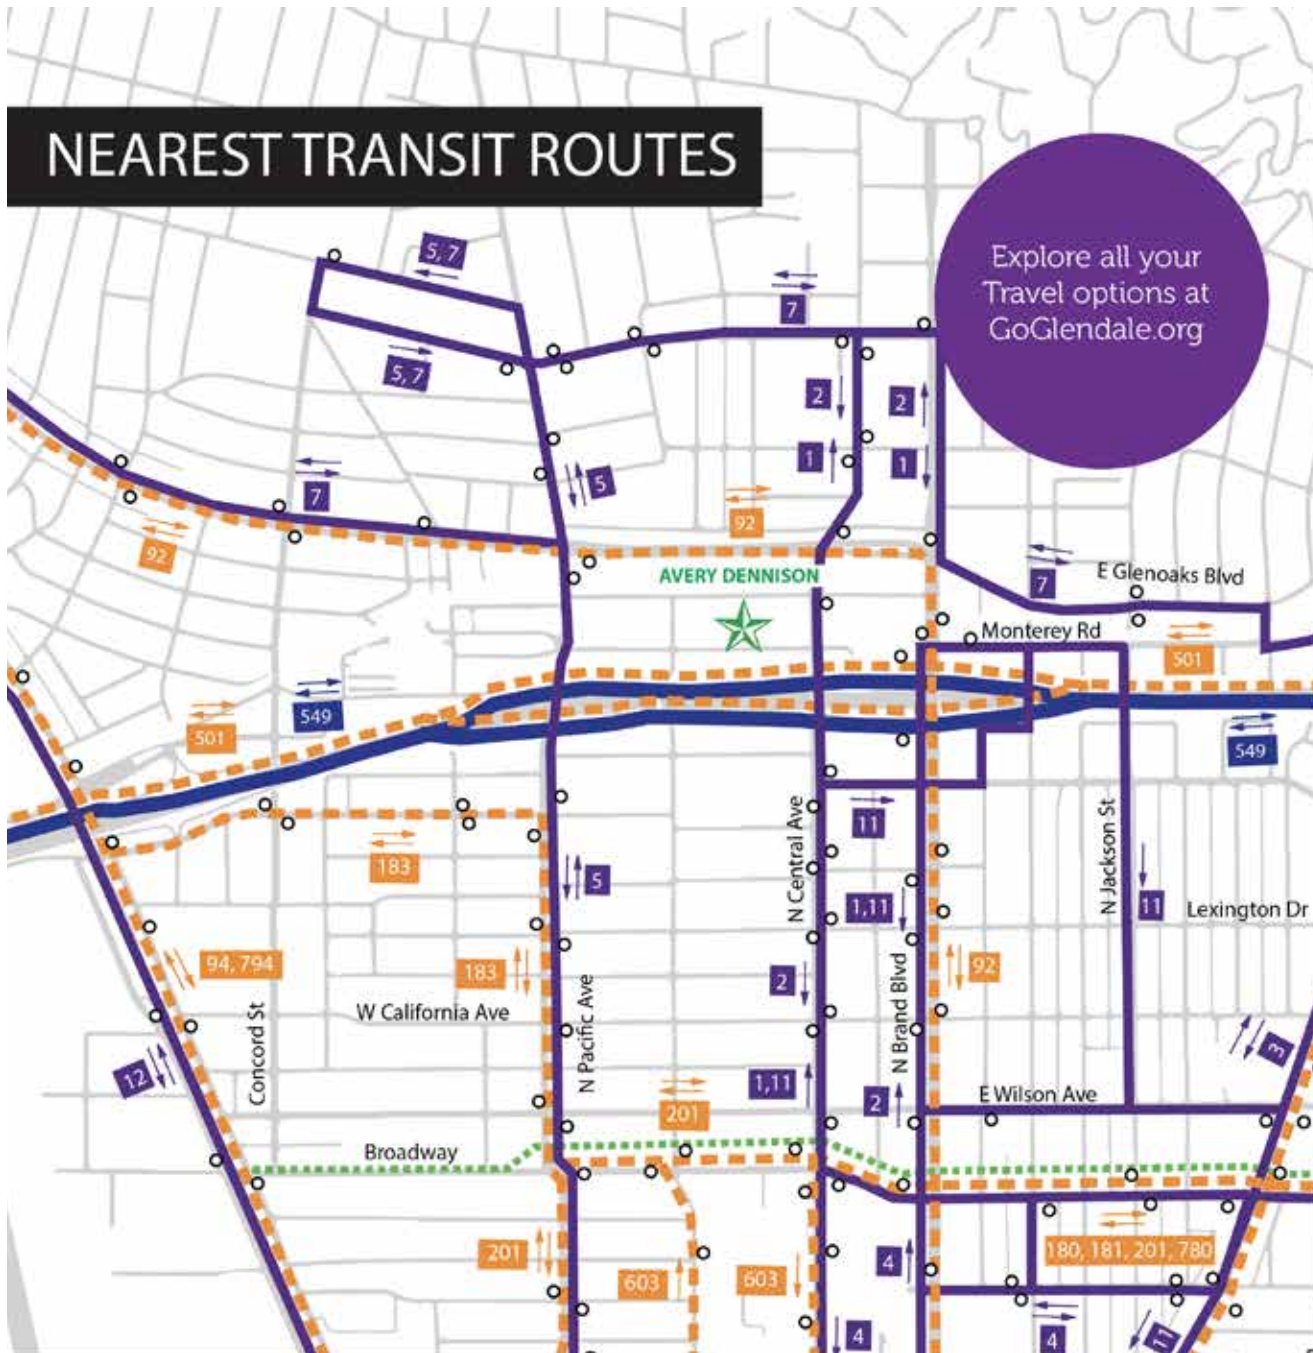 NEAREST TRANSIT ROUTES
Explore all your
Travel options at
GoGlendale.org
5, 7
7
5, 7
2
2
1
1
7
5
92
92
AVERY DENNISON
7
E Glenoaks Blvd
Monterey Rd
501
549
501
549
11
183
5
N Central Ave
N Jackson St
1,11
11
Lexington Dr
94, 794
183
92
2
N Brand Blvd
W California Ave
N Pacific Ave
Concord St
12
3
1,11
2
E Wilson Ave
201
Broadway
201
603
603
4
180, 181, 201, 780
4
4
11